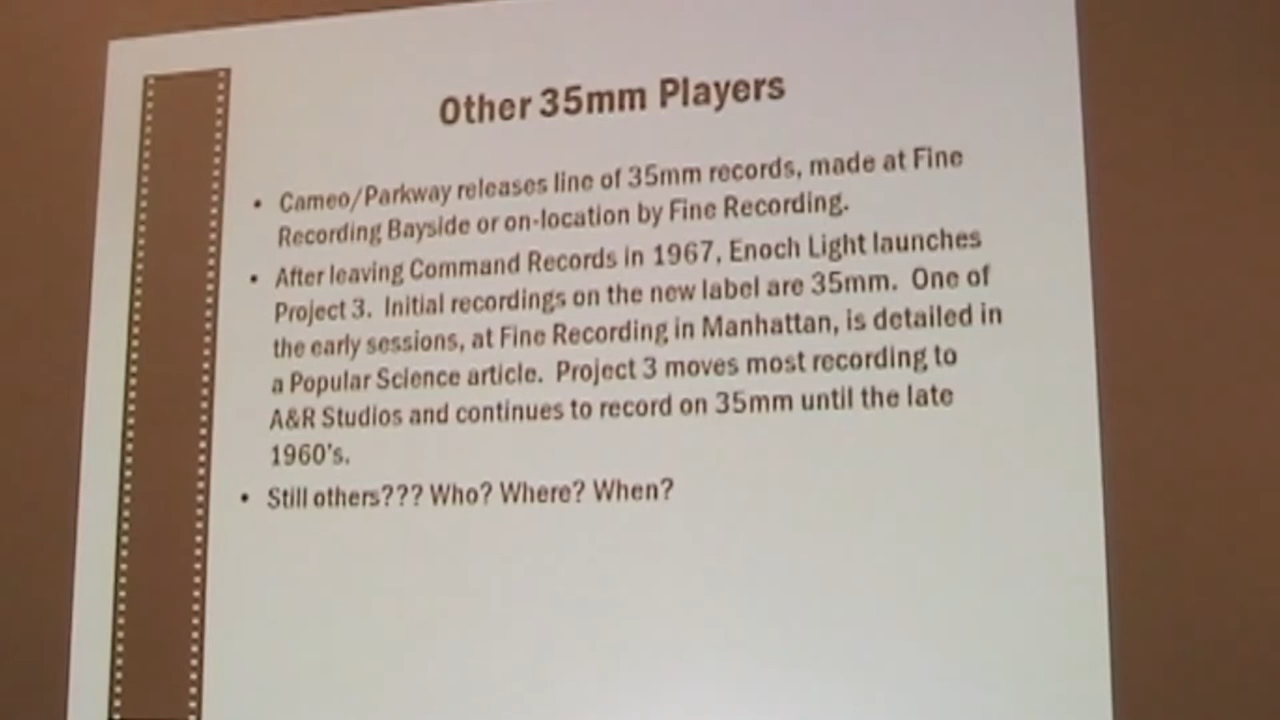 Other 35mm Players
• Cameo/Parkway releases line of 35mm records, made at Fine
Recording Bayside or on-location by Fine Recording.
• After leaving Command Records in 1967, Enoch Light launches
Project 3.  Initial recordings on the new label are 35mm.  One of
the early sessions, at Fine Recording in Manhattan, is detailed in
a Popular Science article.  Project 3 moves most recording to
A&R Studios and continues to record on 35mm until the late
1960's.
• Still others??? Who? Where? When?